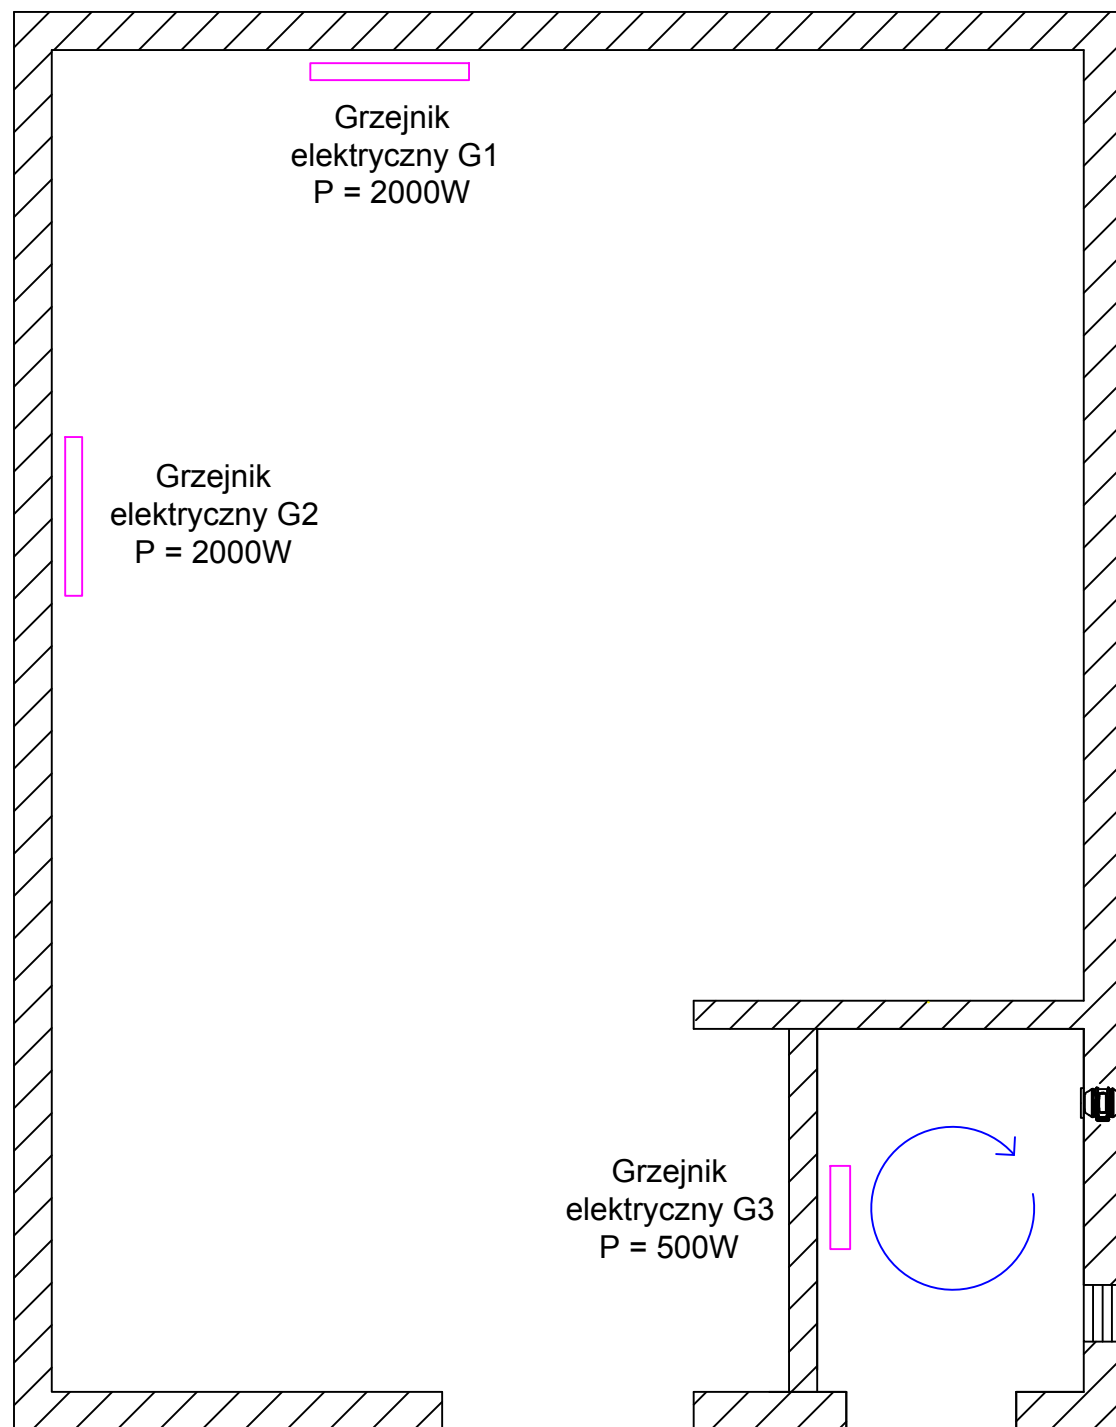 Grzejnik
elektryczny G1
P = 2000W
Grzejnik
elektryczny G2
P = 2000W
Grzejnik
elektryczny G3
P = 500W